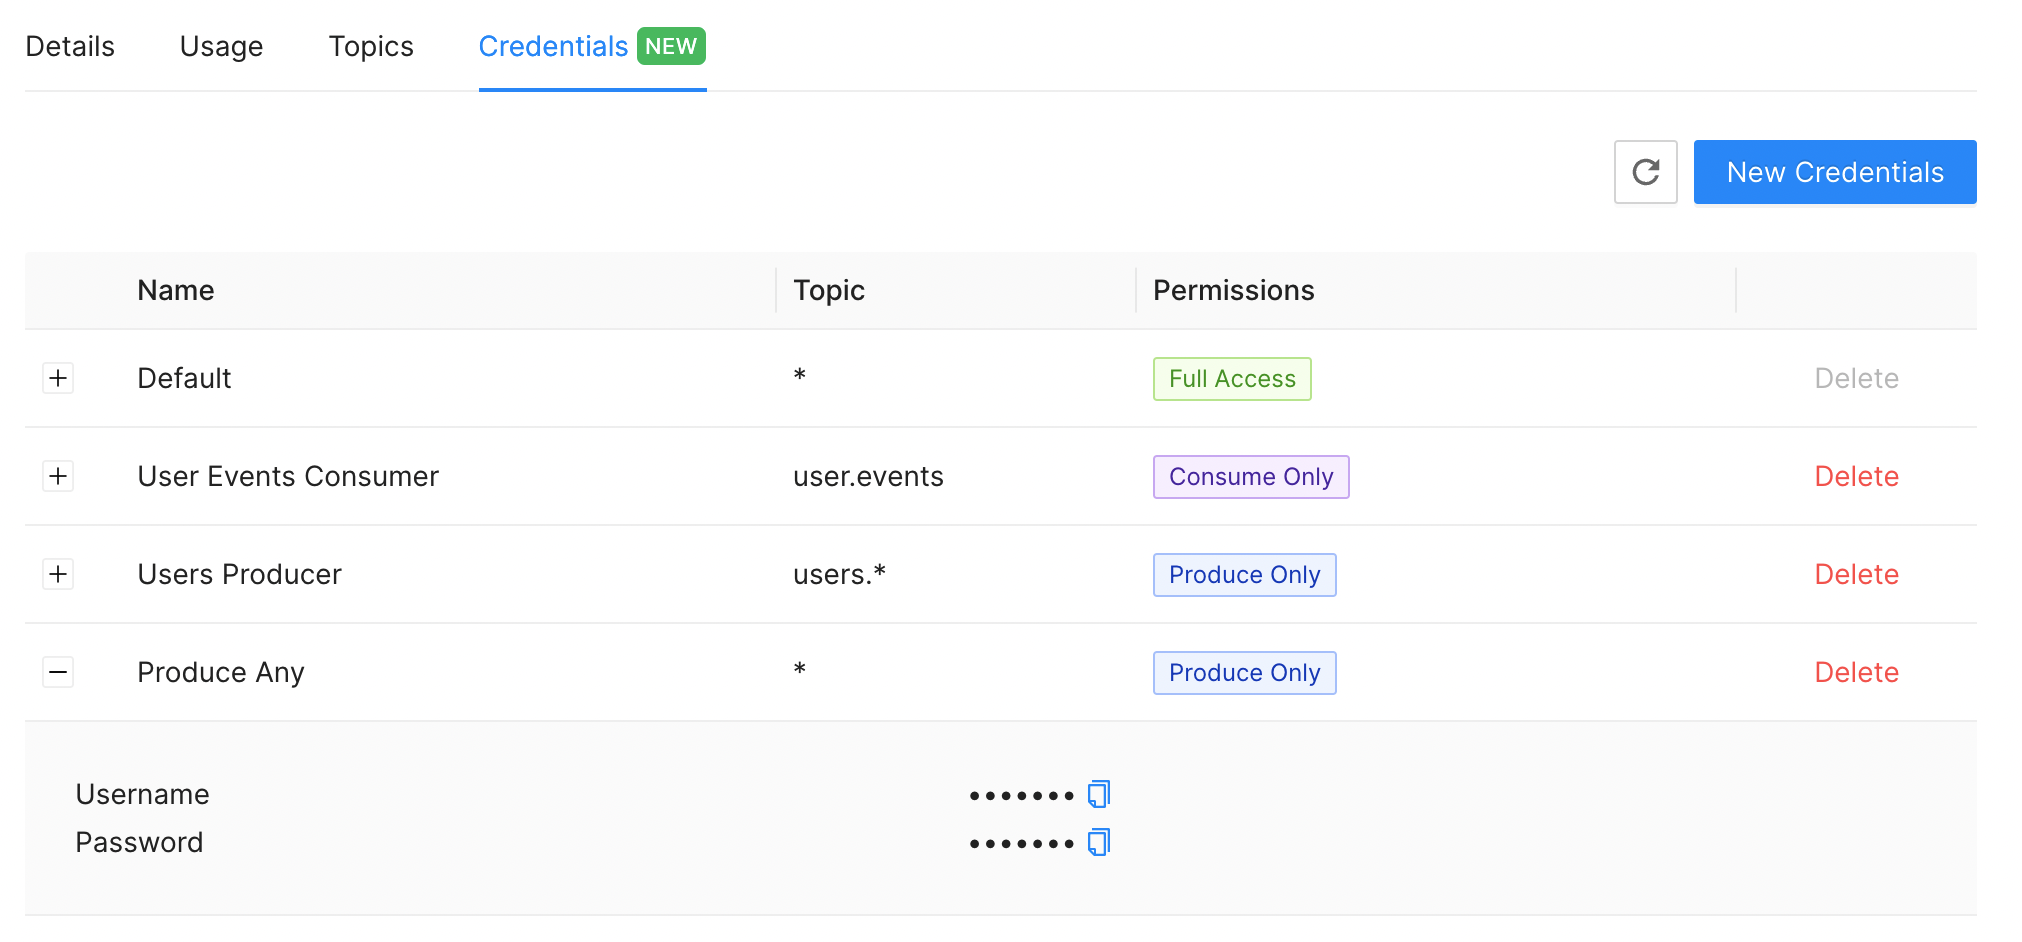 Details Usage Topics Credentials NEW
New Credentials
Name Topic Permissions
Default * Full Access Delete
User Events Consumer user.events Consume Only Delete
Users Producer users.* Produce Only Delete
Produce Any * Produce Only Delete
Username •••••••
Password •••••••